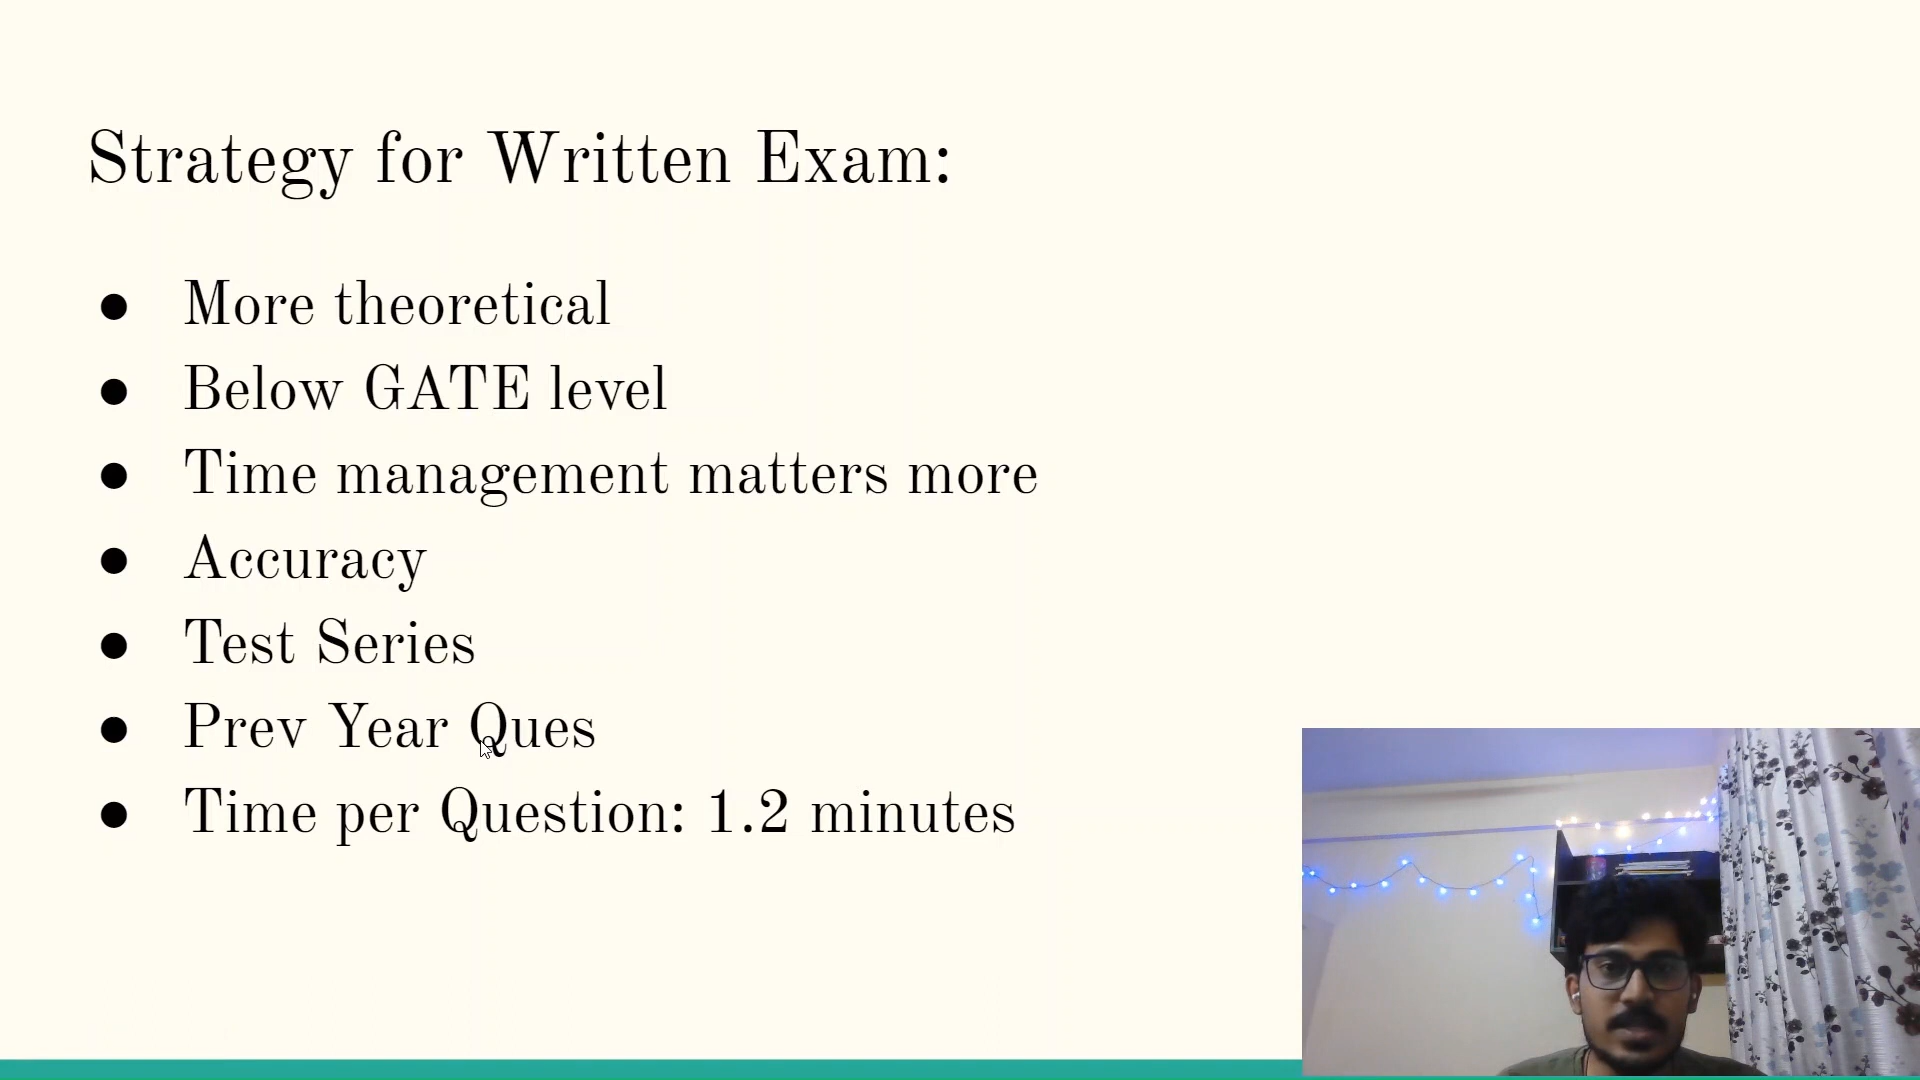 Strategy for Written Exam:
● More theoretical
● Below GATE level
● Time management matters more
● Accuracy
● Test Series
● Prev Year Ques
● Time per Question: 1.2 minutes